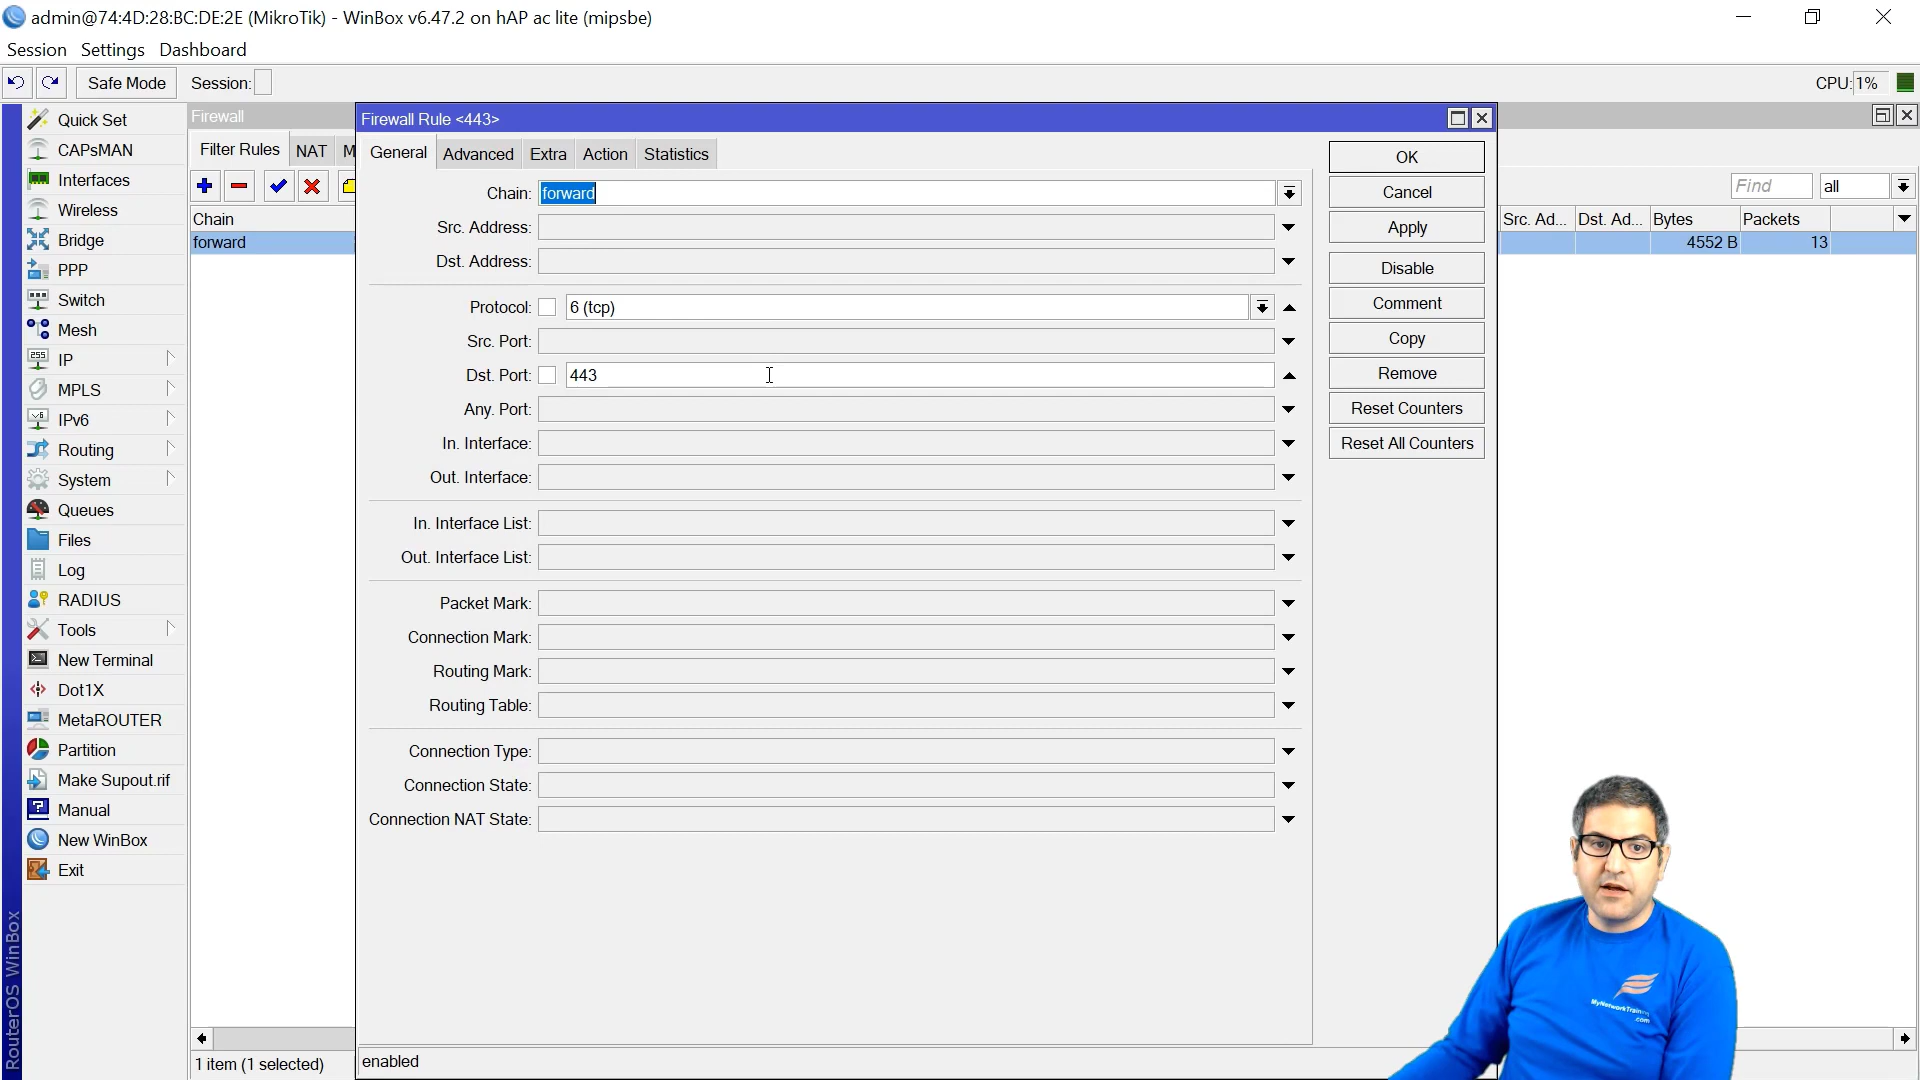 admin@74:4D:28:BC:DE:2E (MikroTik) - WinBox v6.47.2 on hAP ac lite (mipsbe)
Session Settings Dashboard
Safe Mode Session: CPU: 1%
Quick Set
CAPsMAN
Interfaces
Wireless
Bridge
PPP
Switch
Mesh
255 IP
MPLS
v6 IPv6
Routing
System
Queues
Files
Log
RADIUS
Tools
New Terminal
Dot1X
MetaROUTER
Partition
Make Supout.rif
Manual
New WinBox
Exit
RouterOS WinBox
Firewall
Filter Rules NAT M
Chain
forward
1 item (1 selected)
Firewall Rule <443>
General Advanced Extra Action Statistics
Chain: forward
Src. Address:
Dst. Address:
Protocol: 6 (tcp)
Src. Port:
Dst. Port: 443
Any. Port:
In. Interface:
Out. Interface:
In. Interface List:
Out. Interface List:
Packet Mark:
Connection Mark:
Routing Mark:
Routing Table:
Connection Type:
Connection State:
Connection NAT State:
enabled
OK
Cancel
Apply
Disable
Comment
Copy
Remove
Reset Counters
Reset All Counters
Find all
Src. Ad... Dst. Ad... Bytes Packets
4552 B 13
MyNetworkTraining
.com